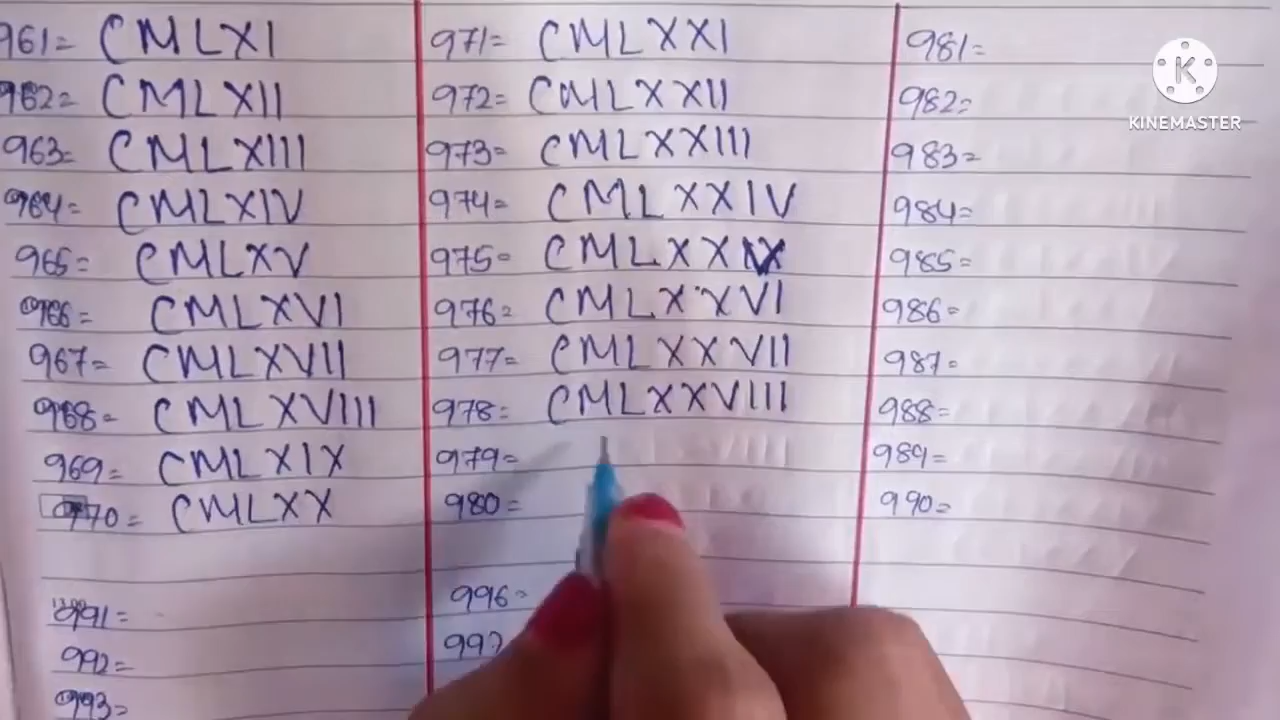 961= CMLXI
962= CMLXII
963= CMLXIII
964= CMLXIV
965= CMLXV
966= CMLXVI
967= CMLXVII
968= CMLXVIII
969= CMLXIX
970= CMLXX
991=
992=
993=
971= CMLXXI
972= CMLXXII
973= CMLXXIII
974= CMLXXIV
975= CMLXXV
976= CMLXXVI
977= CMLXXVII
978= CMLXXVIII
979=
980=
996=
997
981=
982=
983=
984=
985=
986=
987=
988=
989=
990=
KINEMASTER